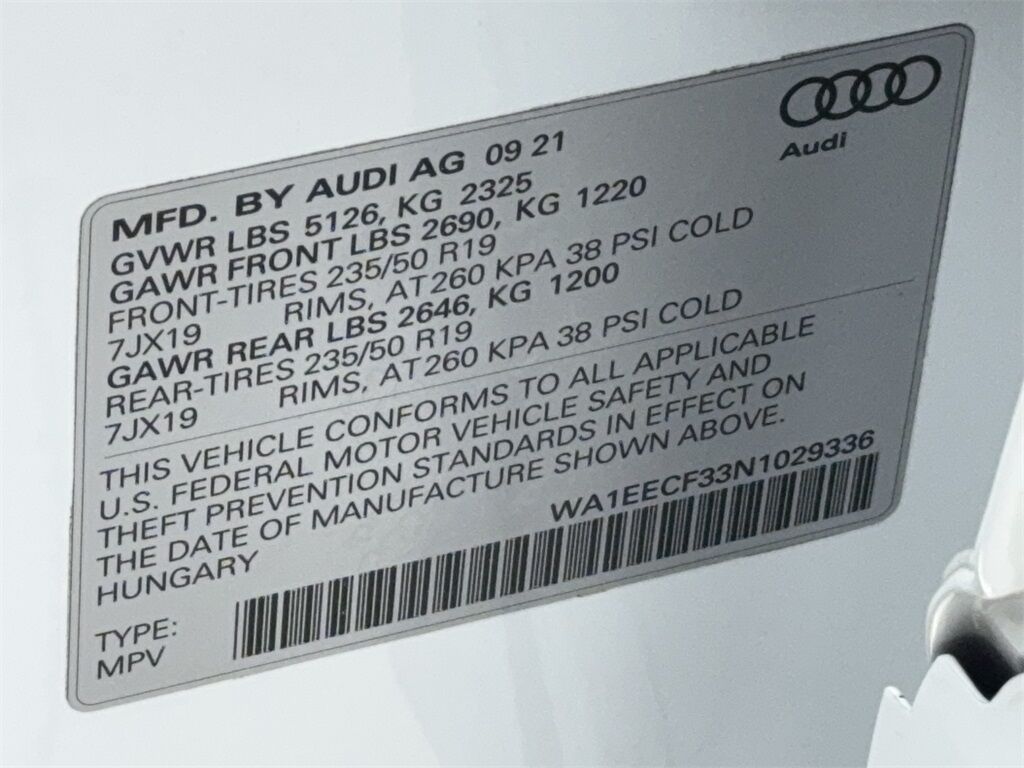 Audi
MFD. BY AUDI AG 09 21
GVWR LBS 5126, KG 2325
GAWR FRONT LBS 2690, KG 1220
FRONT-TIRES 235/50 R19
7JX19 RIMS, AT260 KPA 38 PSI COLD
GAWR REAR LBS 2646, KG 1200
REAR-TIRES 235/50 R19
7JX19 RIMS, AT260 KPA 38 PSI COLD
THIS VEHICLE CONFORMS TO ALL APPLICABLE
U.S. FEDERAL MOTOR VEHICLE SAFETY AND
THEFT PREVENTION STANDARDS IN EFFECT ON
THE DATE OF MANUFACTURE SHOWN ABOVE.
HUNGARY WA1EECF33N1029336
TYPE:
MPV